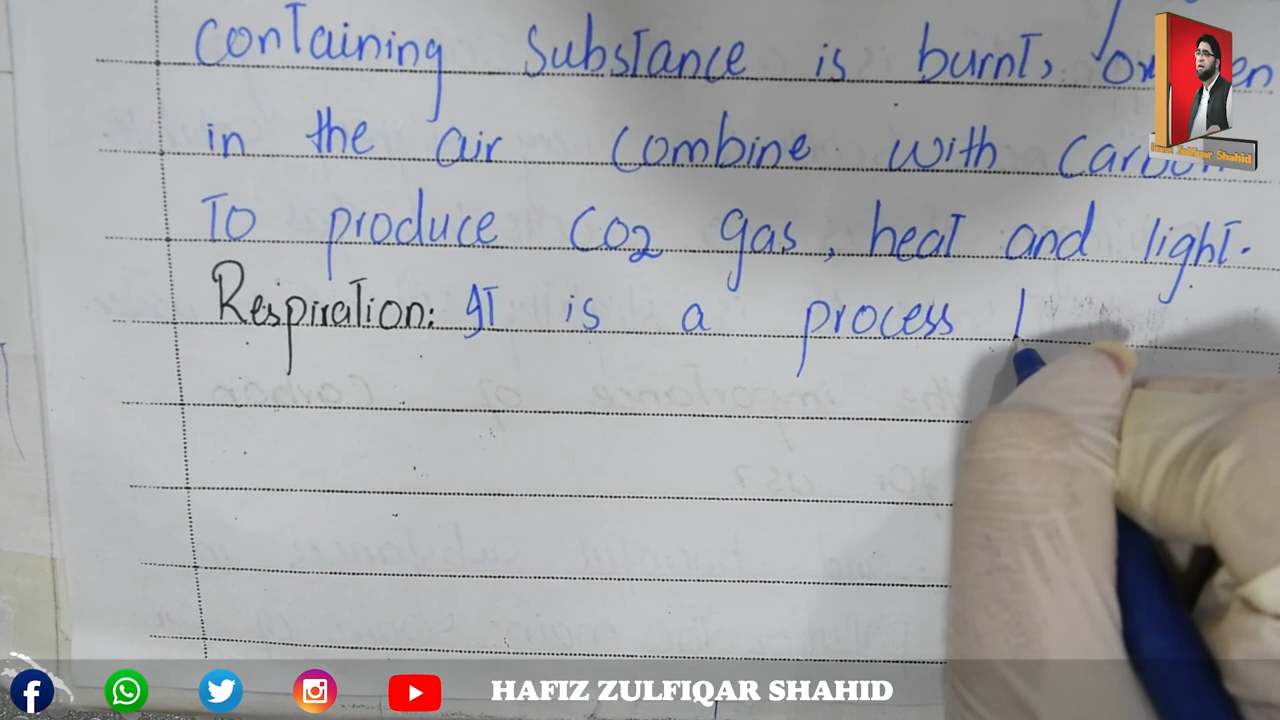 containing substance is burnt,
in the air combine with carbon
To produce CO2 gas, heat and light.
Respiration: It is a process
HAFIZ ZULFIQAR SHAHID